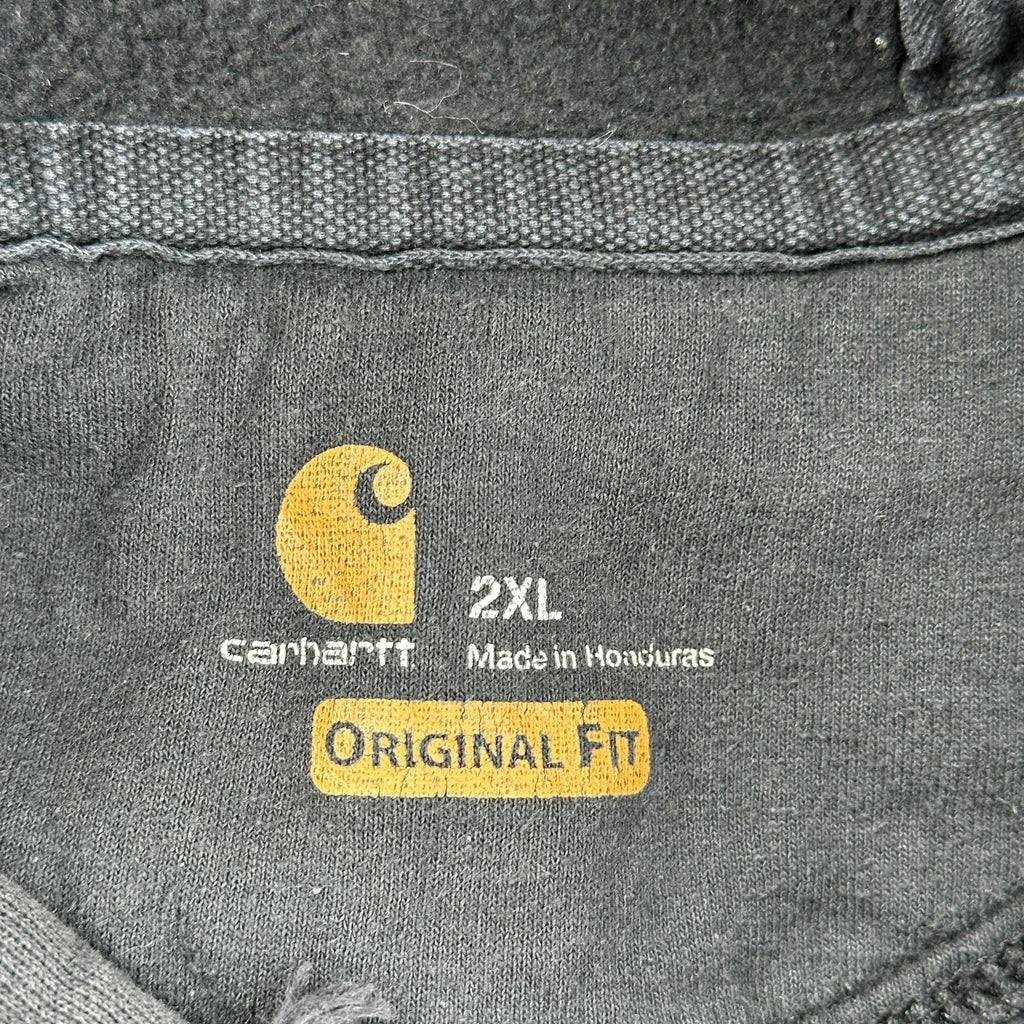 carhartt
2XL
Made in Honduras
ORIGINAL FIT